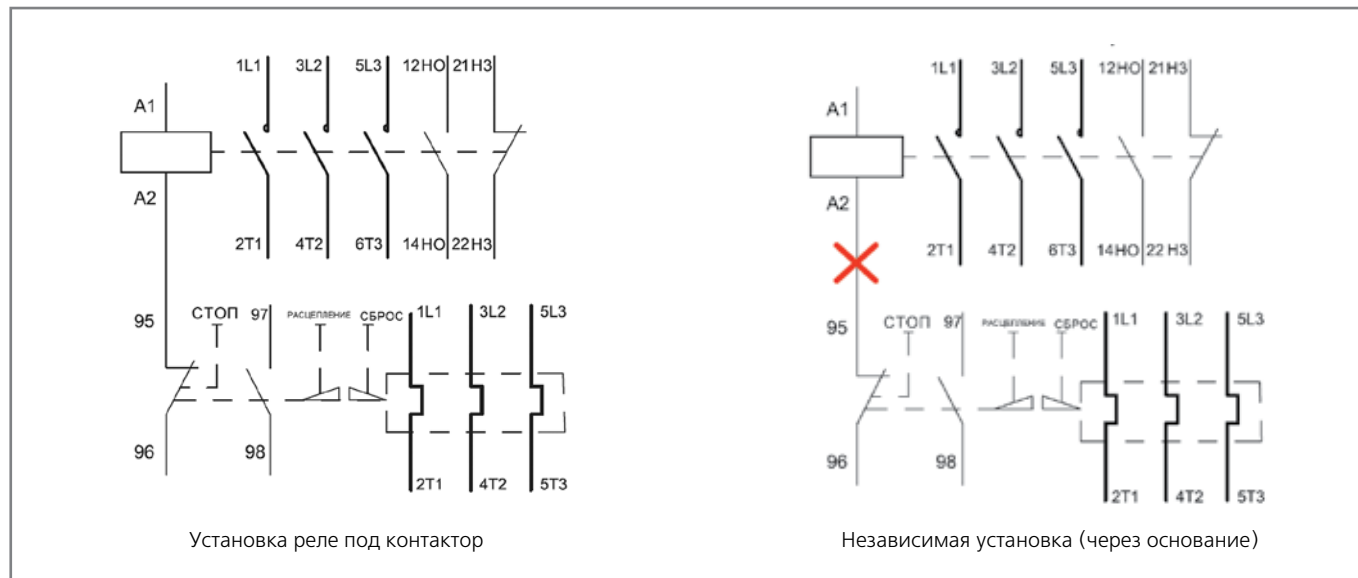 1L1 3L2 5L3 12НО 21НЗ
A1
A2
2T1 4T2 6T3 14НО 22НЗ
95 СТОП 97 РАСЦЕПЛЕНИЕ СБРОС 1L1 3L2 5L3
96 98
2T1 4T2 5T3
Установка реле под контактор
1L1 3L2 5L3 12НО 21НЗ
A1
A2
2T1 4T2 6T3 14НО 22 НЗ
95 СТОП 97 РАСЦЕПЛЕНИЕ СБРОС 1L1 3L2 5L3
96 98
2T1 4T2 5T3
Независимая установка (через основание)